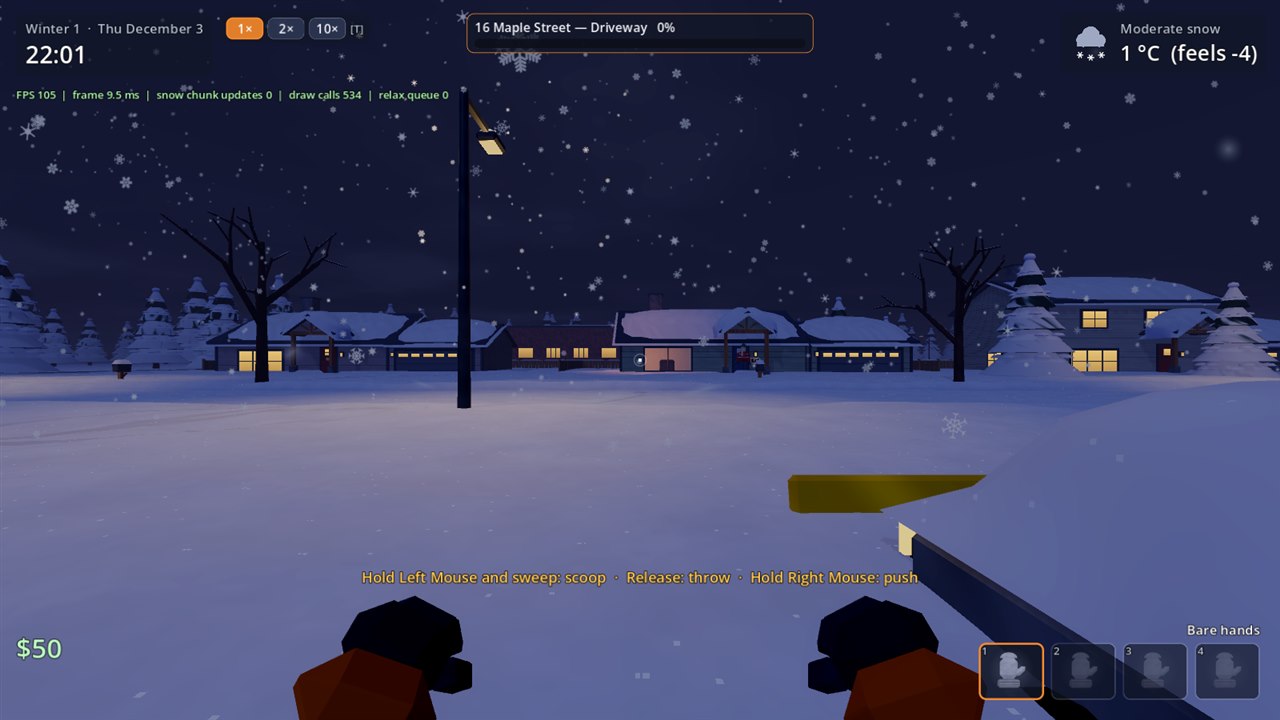 Winter 1 · Thu December 3
1× 2× 10× [T]
22:01
16 Maple Street — Driveway 0%
Moderate snow
1 °C (feels -4)
FPS 105 | frame 9.5 ms | snow chunk updates 0 | draw calls 534 | relax queue 0
Hold Left Mouse and sweep: scoop · Release: throw · Hold Right Mouse: push
$50
Bare hands
1 2 3 4